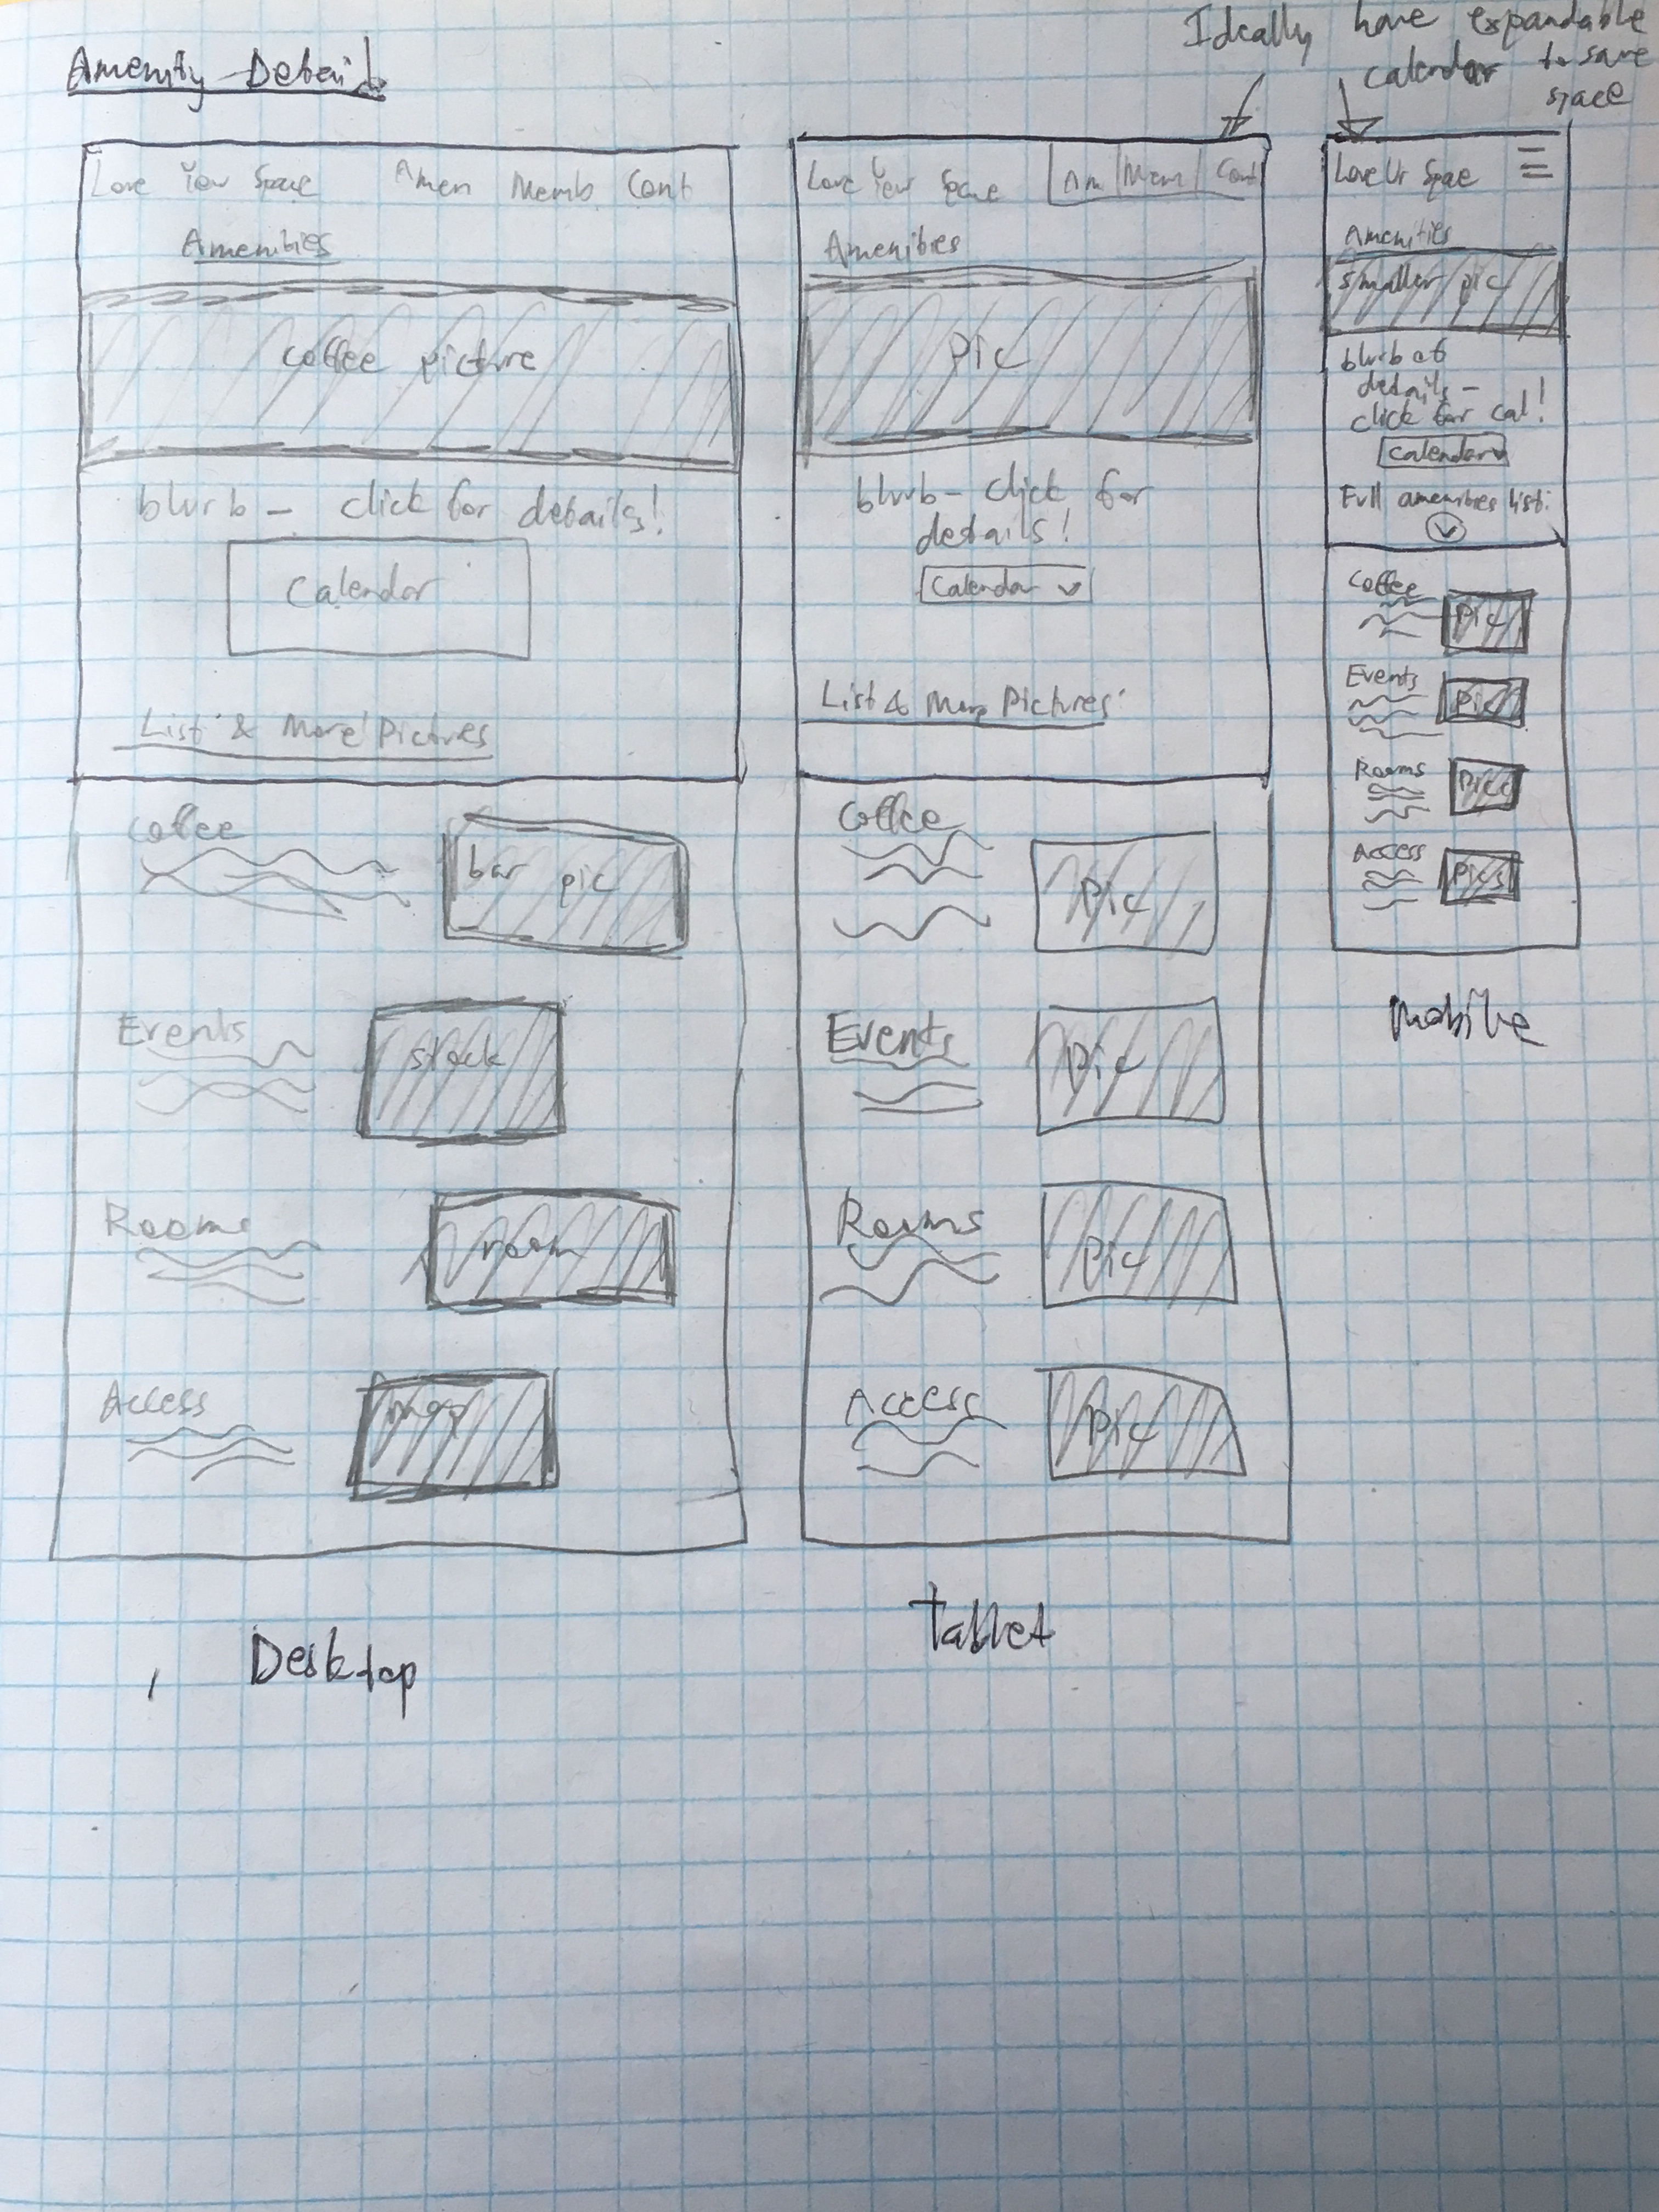 Amenity Details
Ideally have expandable
calendar to save
space
Love Your Space Amen Memb Cont
Amenities
coffee picture
blurb - click for details!
Calendar
List & More Pictures
Coffee
bar pic
Events
stock
Rooms
room
Access
map
Desktop
Love Your Space Am Mem Cont
Amenities
Pic
blurb - click for
details!
Calendar
List & More Pictures
Coffee
Pic
Events
Pic
Rooms
Pic
Access
Pic
Tablet
Love Ur Space
Amenities
smaller pic
blurb of
details -
click for cal!
Calendar
Full amenities list:
Coffee
Pic
Events
Pic
Rooms
Pic
Access
Pics
Mobile